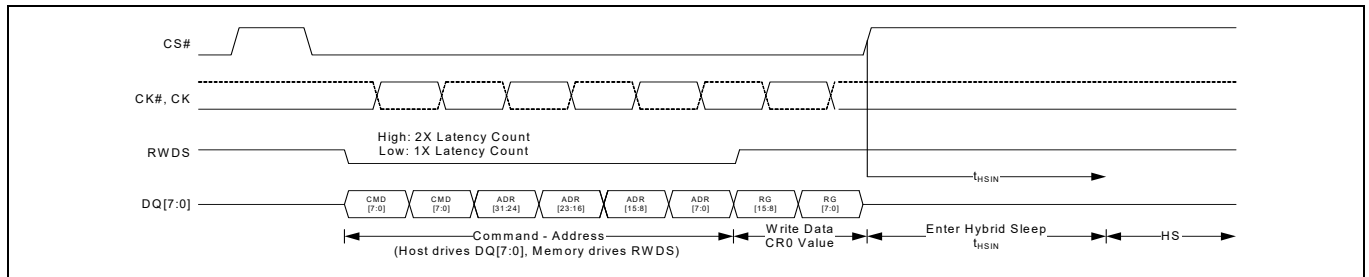 CS#
CK#, CK
High: 2X Latency Count
Low: 1X Latency Count
RWDS
tHSIN
DQ[7:0]
CMD [7:0]
CMD [7:0]
ADR [31:24]
ADR [23:16]
ADR [15:8]
ADR [7:0]
RG [15:8]
RG [7:0]
Command - Address
(Host drives DQ[7:0], Memory drives RWDS)
Write Data
CR0 Value
Enter Hybrid Sleep
tHSIN
HS